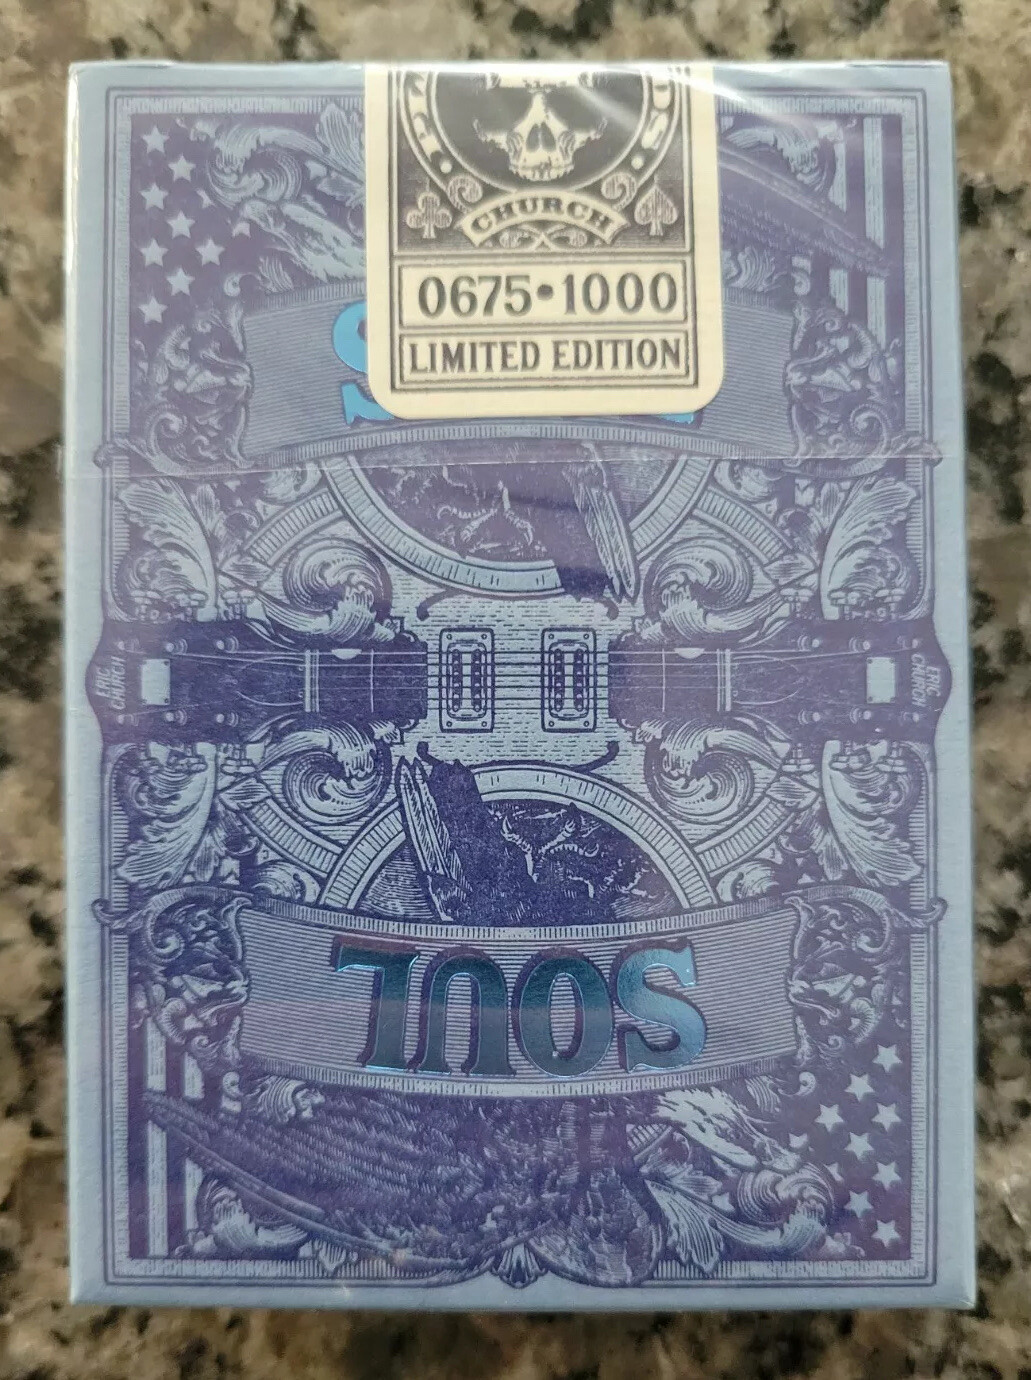 CHURCH
0675•1000
LIMITED EDITION
S
ERIC
CHURCH
ERIC
CHURCH
SOUL